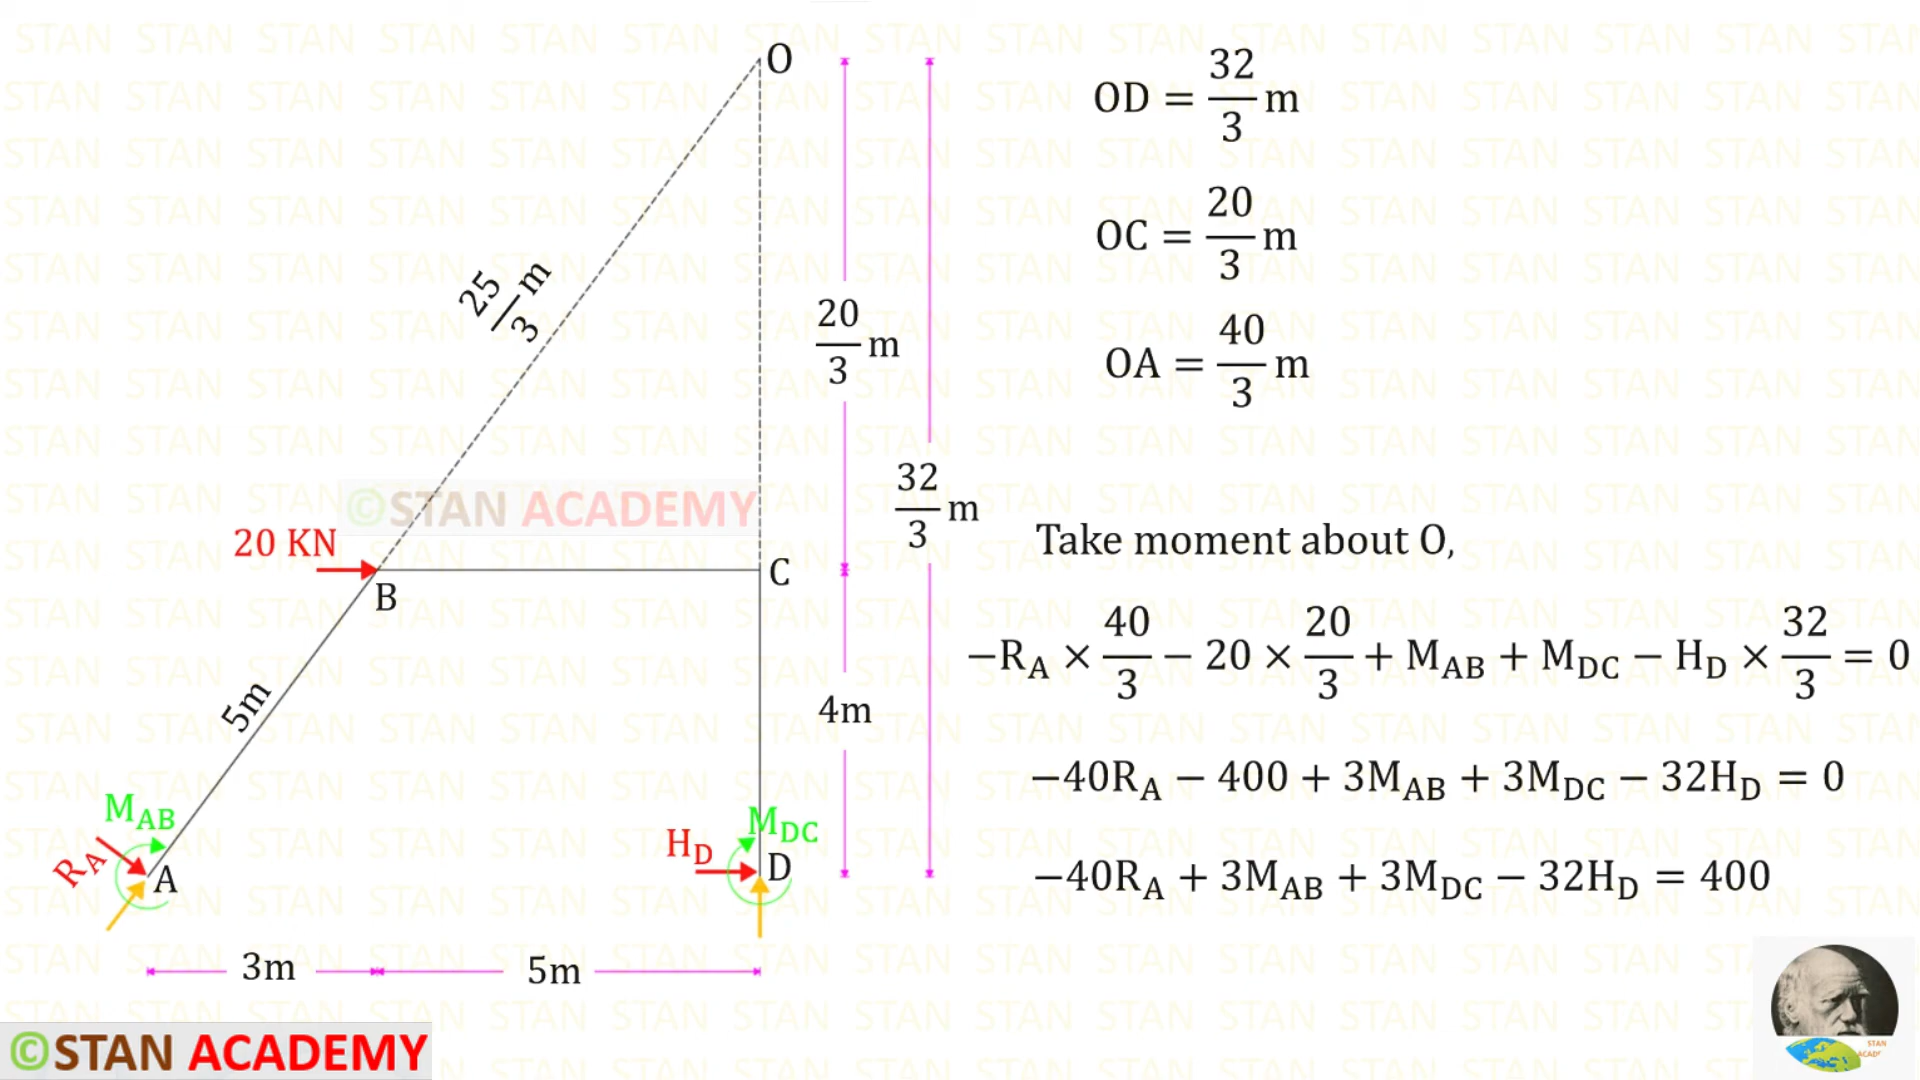 O
OD = 32/3 m
OC = 20/3 m
OA = 40/3 m
25/3 m
20/3 m
32/3 m
©STAN ACADEMY
20 KN
B
C
Take moment about O,
−R_A × 40/3 − 20 × 20/3 + M_AB + M_DC − H_D × 32/3 = 0
5m
4m
−40R_A − 400 + 3M_AB + 3M_DC − 32H_D = 0
M_AB
R_A
A
M_DC
H_D
D
−40R_A + 3M_AB + 3M_DC − 32H_D = 400
3m
5m
©STAN ACADEMY
STAN